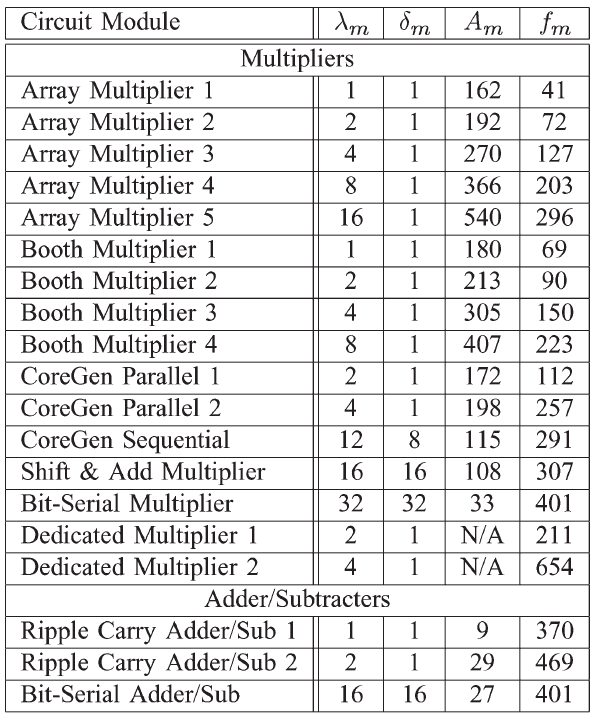 Circuit Module λm δm Am fm
Multipliers
Array Multiplier 1 1 1 162 41
Array Multiplier 2 2 1 192 72
Array Multiplier 3 4 1 270 127
Array Multiplier 4 8 1 366 203
Array Multiplier 5 16 1 540 296
Booth Multiplier 1 1 1 180 69
Booth Multiplier 2 2 1 213 90
Booth Multiplier 3 4 1 305 150
Booth Multiplier 4 8 1 407 223
CoreGen Parallel 1 2 1 172 112
CoreGen Parallel 2 4 1 198 257
CoreGen Sequential 12 8 115 291
Shift & Add Multiplier 16 16 108 307
Bit-Serial Multiplier 32 32 33 401
Dedicated Multiplier 1 2 1 N/A 211
Dedicated Multiplier 2 4 1 N/A 654
Adder/Subtracters
Ripple Carry Adder/Sub 1 1 1 9 370
Ripple Carry Adder/Sub 2 2 1 29 469
Bit-Serial Adder/Sub 16 16 27 401